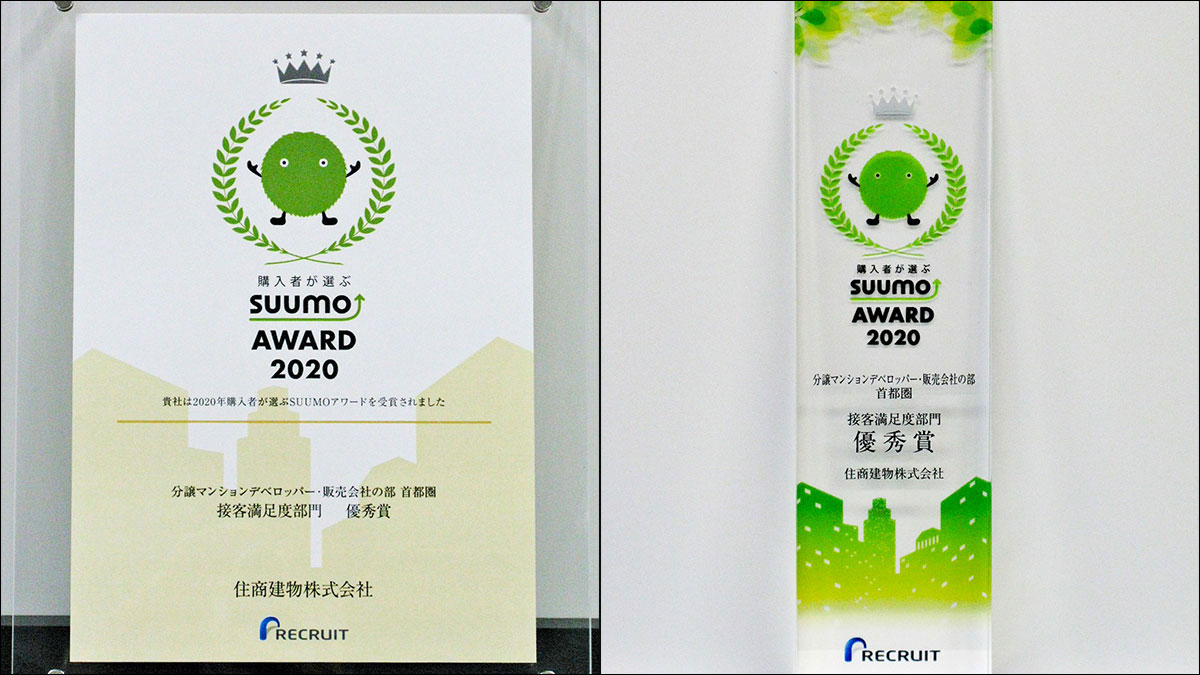 購入者が選ぶ
SUUMO
AWARD
2020
貴社は2020年購入者が選ぶSUUMOアワードを受賞されました
分譲マンションデベロッパー・販売会社の部 首都圏
接客満足度部門 優秀賞
住商建物株式会社
RECRUIT
購入者が選ぶ
SUUMO
AWARD
2020
分譲マンションデベロッパー・販売会社の部
首都圏
接客満足度部門
優秀賞
住商建物株式会社
RECRUIT